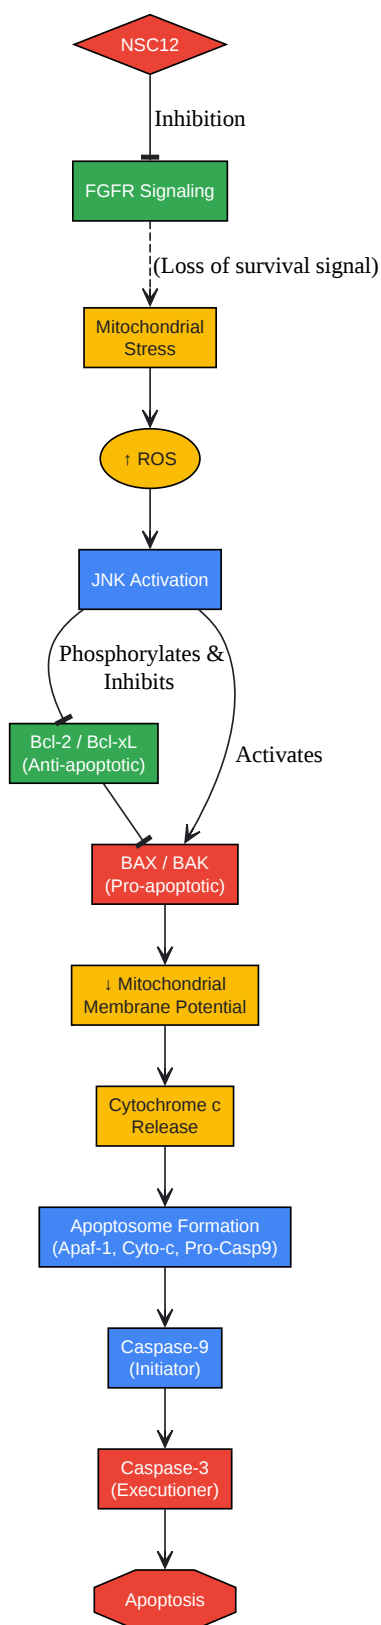 NSC12
Inhibition
FGFR Signaling
(Loss of survival signal)
Mitochondrial
Stress
↑ ROS
JNK Activation
Phosphorylates &
Inhibits
Bcl-2 / Bcl-xL
(Anti-apoptotic)
Activates
BAX / BAK
(Pro-apoptotic)
↓ Mitochondrial
Membrane Potential
Cytochrome c
Release
Apoptosome Formation
(Apaf-1, Cyto-c, Pro-Casp9)
Caspase-9
(Initiator)
Caspase-3
(Executioner)
Apoptosis